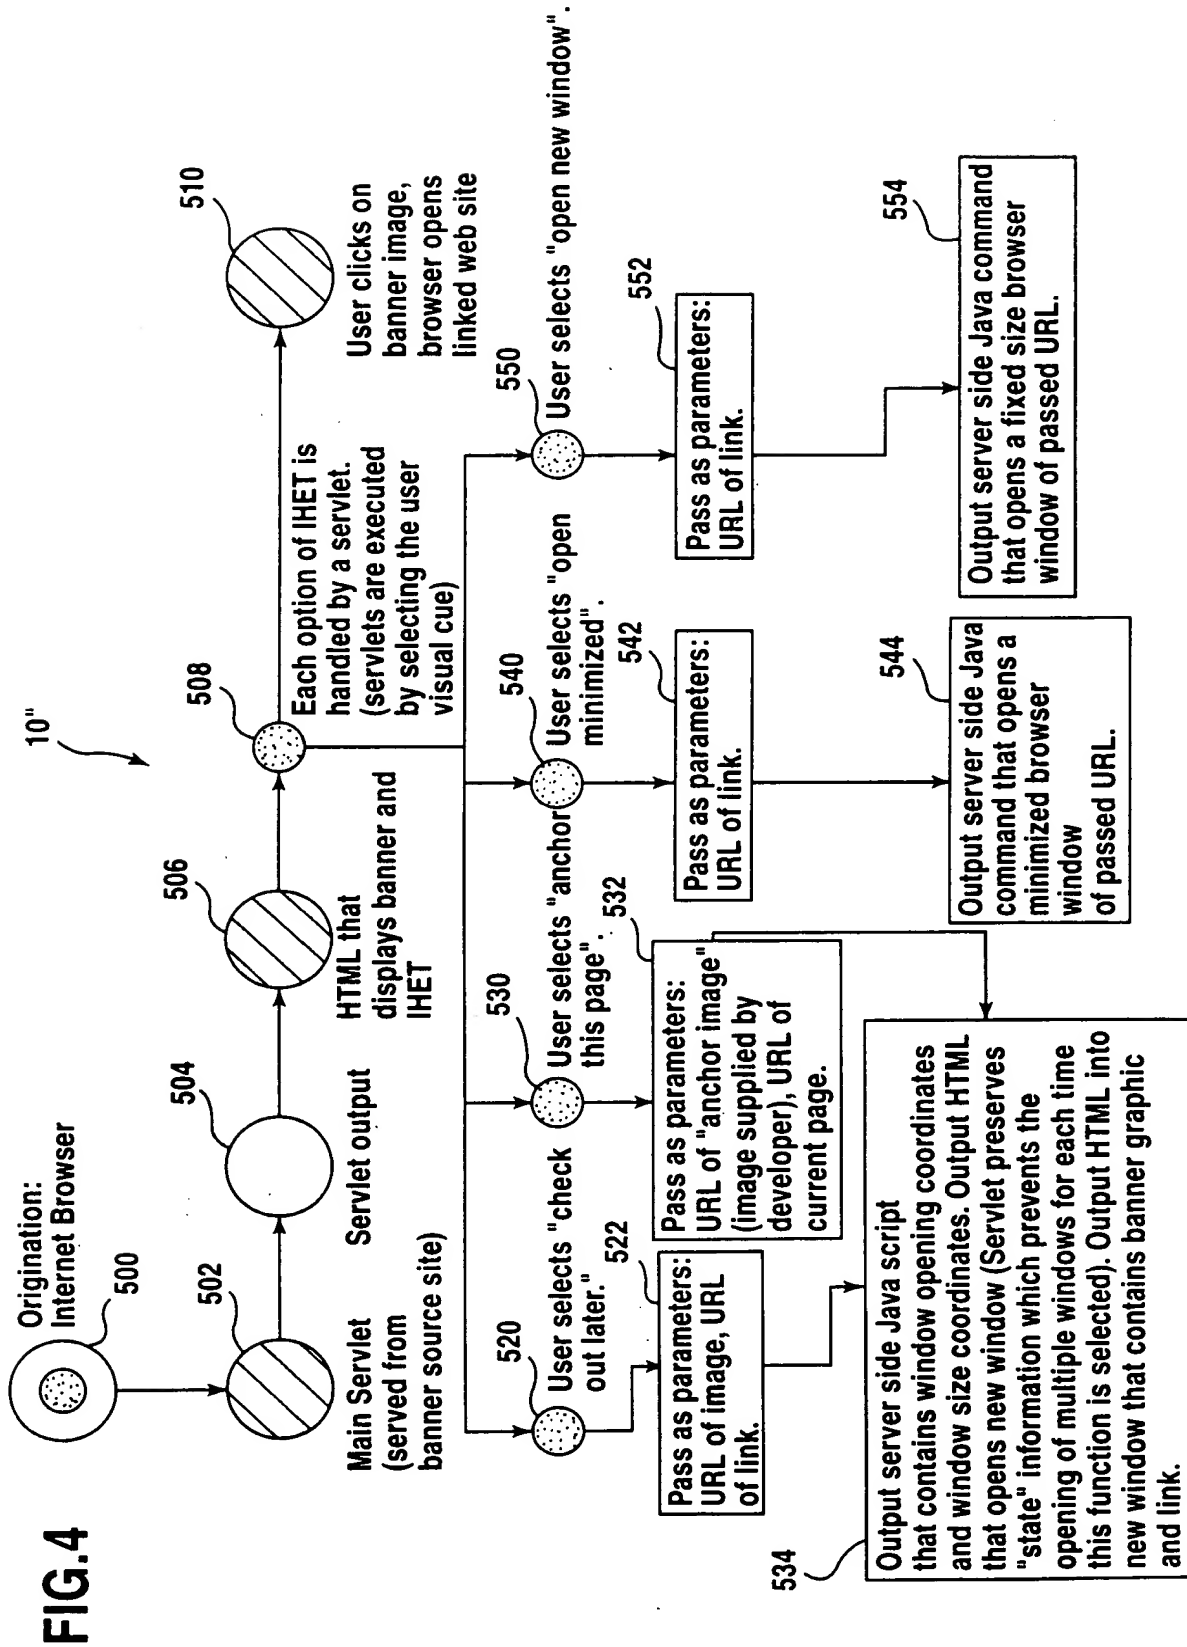 FIG.4
10"
Origination:
Internet Browser
500
502
Main Servlet
(served from
banner source site)
504
Servlet output
506
HTML that
displays banner and
IHET
508
Each option of IHET is
handled by a servlet.
(servlets are executed
by selecting the user
visual cue)
510
User clicks on
banner image,
browser opens
linked web site
520
User selects "check
out later."
522
Pass as parameters:
URL of image, URL
of link.
530
User selects "anchor
this page".
532
Pass as parameters:
URL of "anchor image"
(image supplied by
developer), URL of
current page.
534
Output server side Java script
that contains window opening coordinates
and window size coordinates. Output HTML
that opens new window (Servlet preserves
"state" information which prevents the
opening of multiple windows for each time
this function is selected). Output HTML into
new window that contains banner graphic
and link.
540
User selects "open
minimized".
542
Pass as parameters:
URL of link.
544
Output server side Java
command that opens a
minimized browser
window
of passed URL.
550
User selects "open new window".
552
Pass as parameters:
URL of link.
554
Output server side Java command
that opens a fixed size browser
window of passed URL.